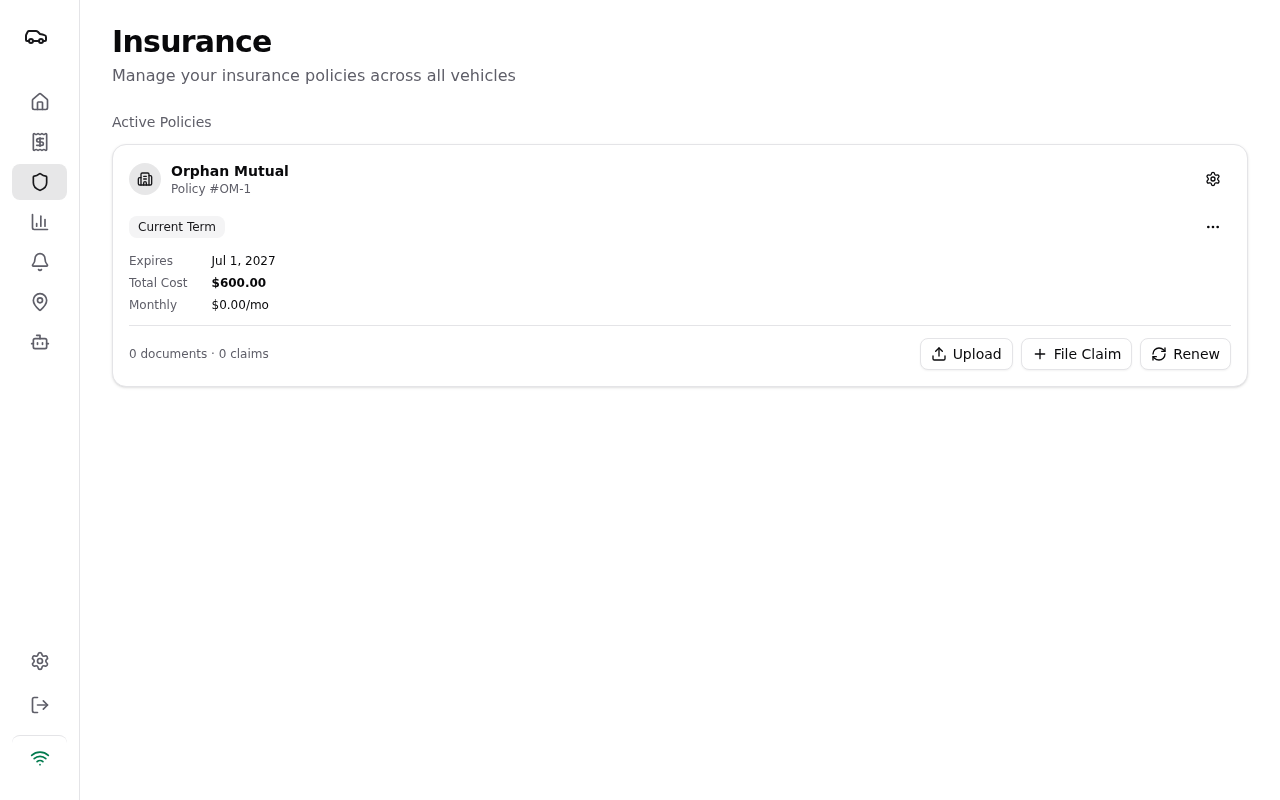 Insurance
Manage your insurance policies across all vehicles
Active Policies
Orphan Mutual
Policy #OM-1
Current Term
Expires Jul 1, 2027
Total Cost $600.00
Monthly $0.00/mo
0 documents · 0 claims
Upload
File Claim
Renew